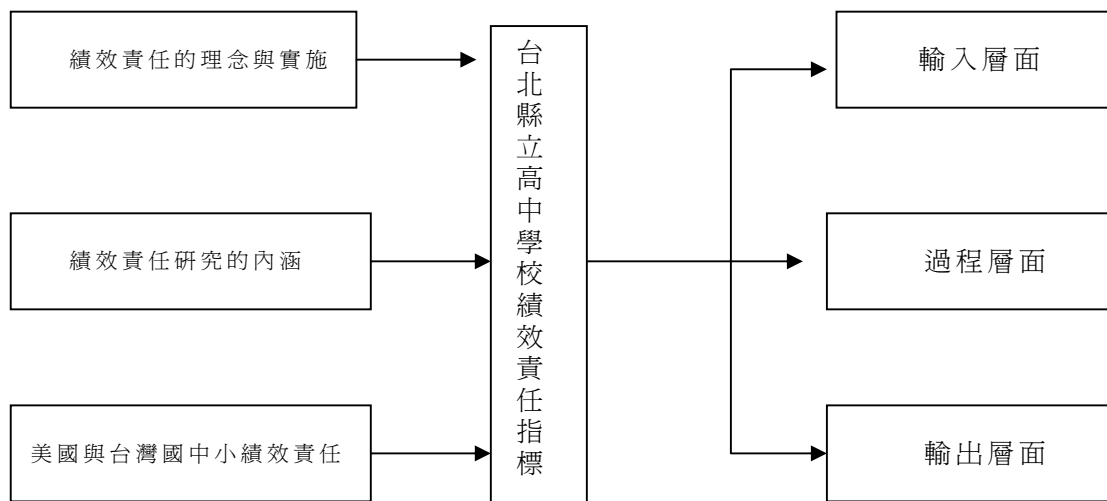 績效責任的理念與實施
績效責任研究的內涵
美國與台灣國中小績效責任
台北縣立高中學校績效責任指標
輸入層面
過程層面
輸出層面